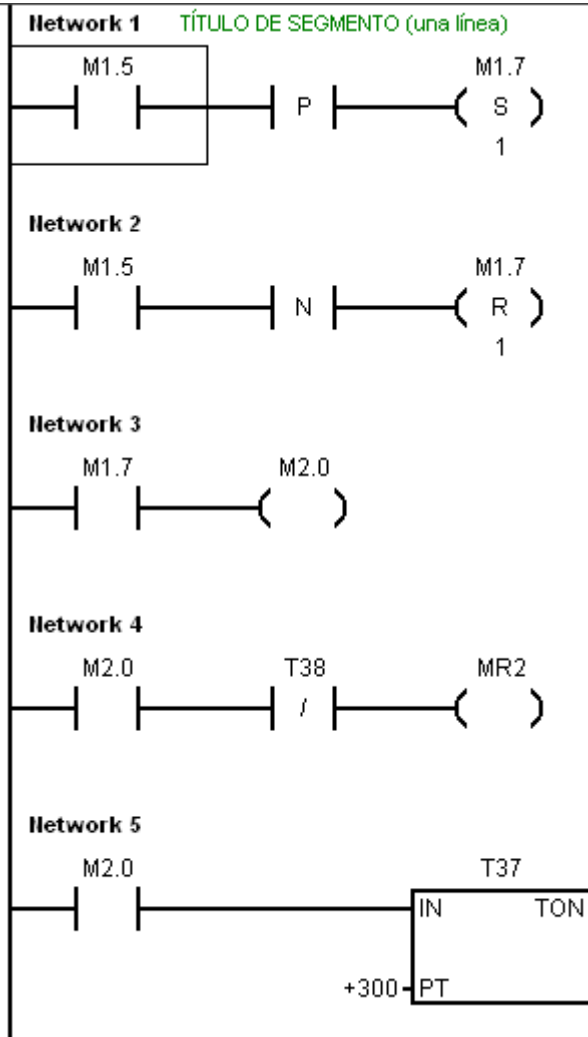 Network 1 TÍTULO DE SEGMENTO (una línea)
M1.5 M1.7
P S
1
Network 2
M1.5 M1.7
N R
1
Network 3
M1.7 M2.0
Network 4
M2.0 T38 MR2
/
Network 5
M2.0 T37
IN TON
+300 PT